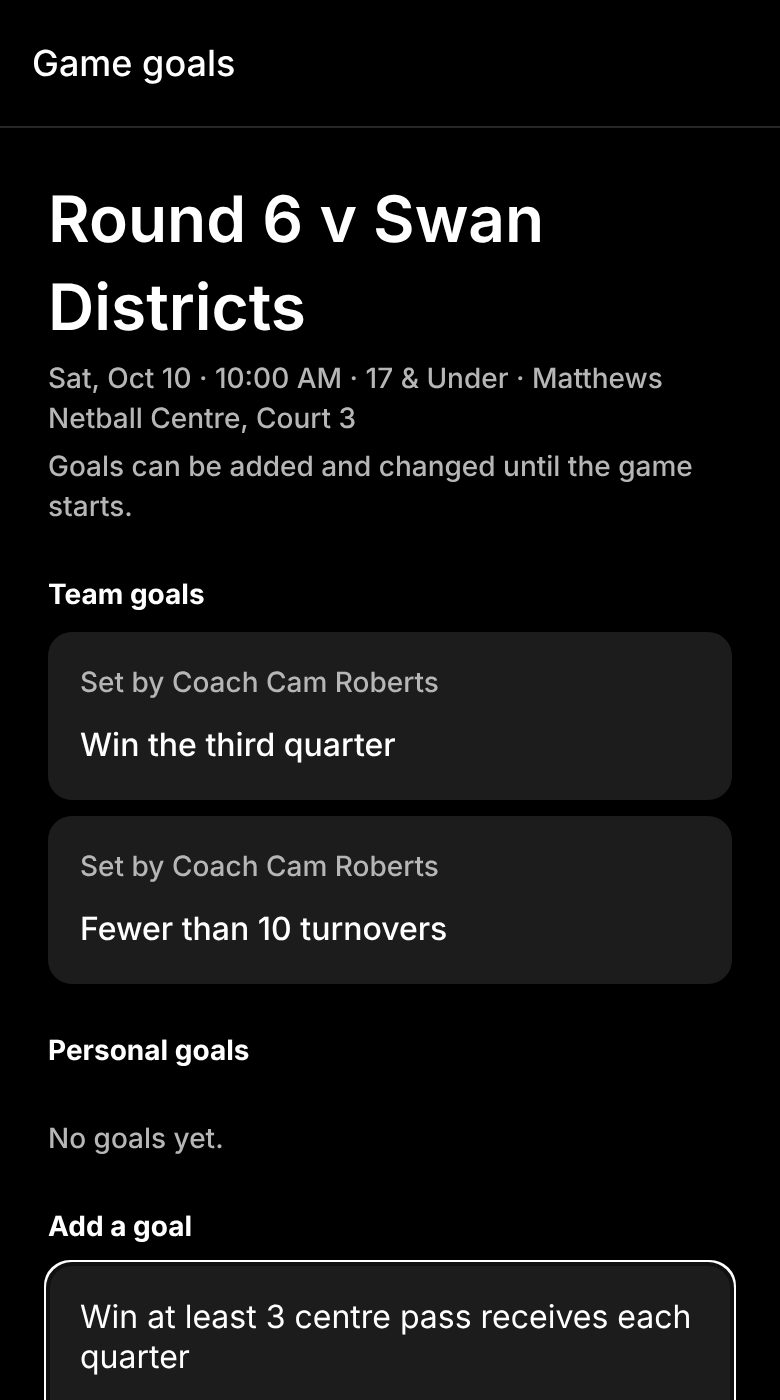 Game goals
Round 6 v Swan
Districts
Sat, Oct 10 · 10:00 AM · 17 & Under · Matthews
Netball Centre, Court 3
Goals can be added and changed until the game
starts.
Team goals
Set by Coach Cam Roberts
Win the third quarter
Set by Coach Cam Roberts
Fewer than 10 turnovers
Personal goals
No goals yet.
Add a goal
Win at least 3 centre pass receives each
quarter